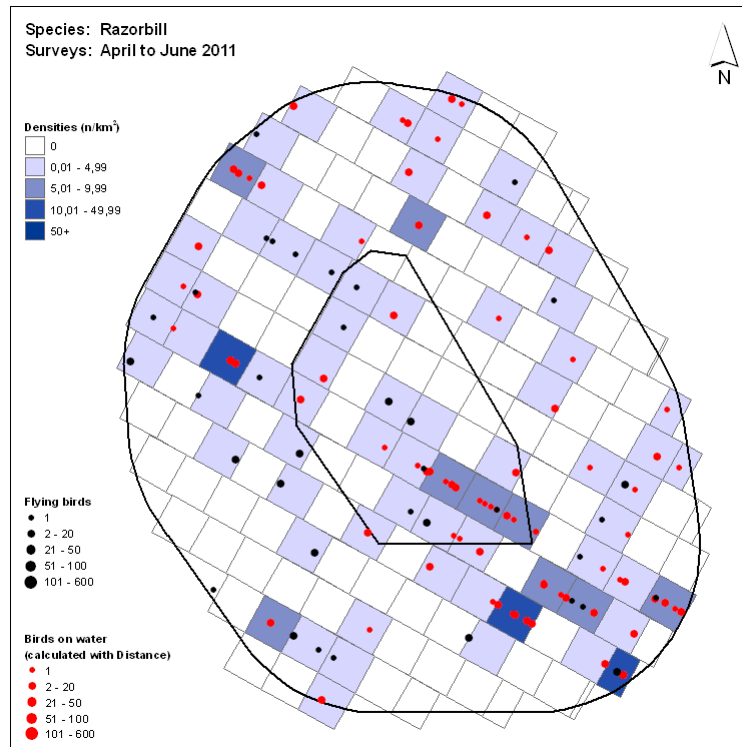 Species: Razorbill
Surveys: April to June 2011
N
Densities (n/km²)
0
0,01 - 4,99
5,01 - 9,99
10,01 - 49,99
50+
Flying birds
1
2 - 20
21 - 50
51 - 100
101 - 600
Birds on water
(calculated with Distance)
1
2 - 20
21 - 50
51 - 100
101 - 600